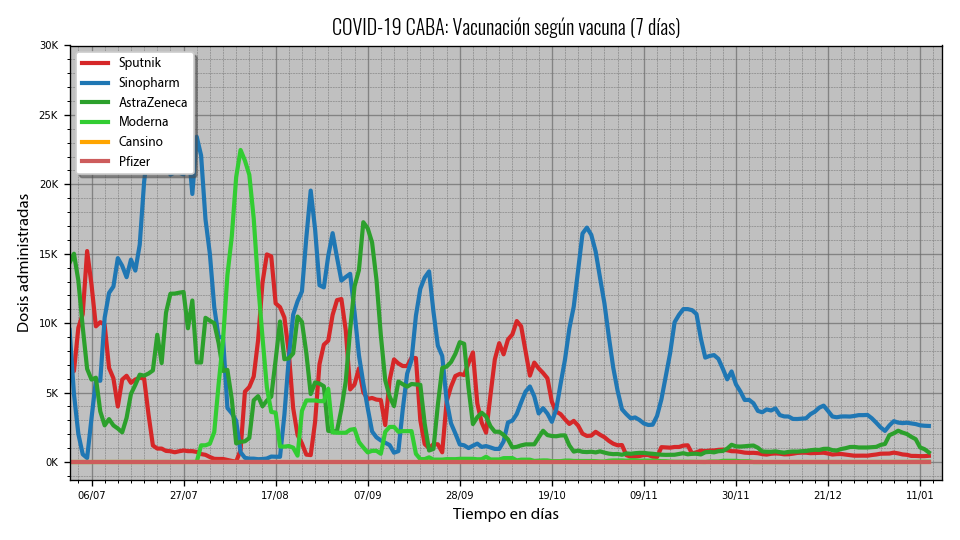 COVID-19 CABA: Vacunación según vacuna (7 días)
30K
Sputnik
Sinopharm
AstraZeneca
Moderna
Cansino
Pfizer
25K
20K
15K
10K
5K
0K
Dosis administradas
06/07 27/07 17/08 07/09 28/09 19/10 09/11 30/11 21/12 11/01
Tiempo en días